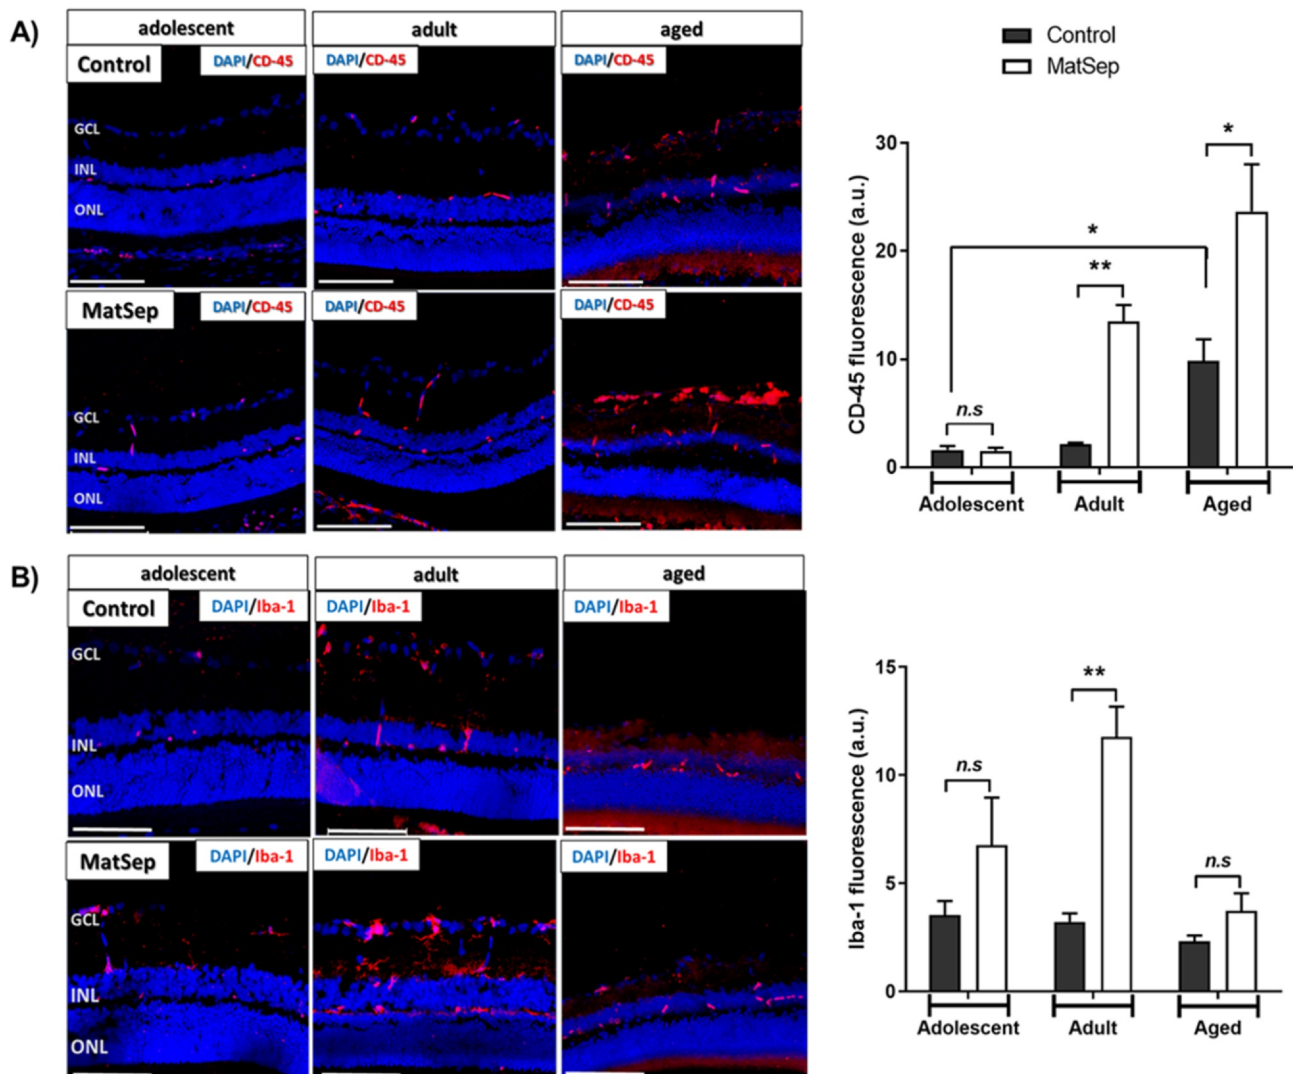 A)
adolescent
adult
aged
Control
DAPI/CD-45
DAPI/CD-45
DAPI/CD-45
GCL
INL
ONL
MatSep
DAPI/CD-45
DAPI/CD-45
DAPI/CD-45
GCL
INL
ONL
Control
MatSep
CD-45 fluorescence (a.u.)
30
20
10
0
*
*
**
n.s
Adolescent
Adult
Aged
B)
adolescent
adult
aged
Control
DAPI/Iba-1
DAPI/Iba-1
DAPI/Iba-1
GCL
INL
ONL
MatSep
DAPI/Iba-1
DAPI/Iba-1
DAPI/Iba-1
GCL
INL
ONL
Iba-1 fluorescence (a.u.)
15
10
5
0
**
n.s
n.s
Adolescent
Adult
Aged